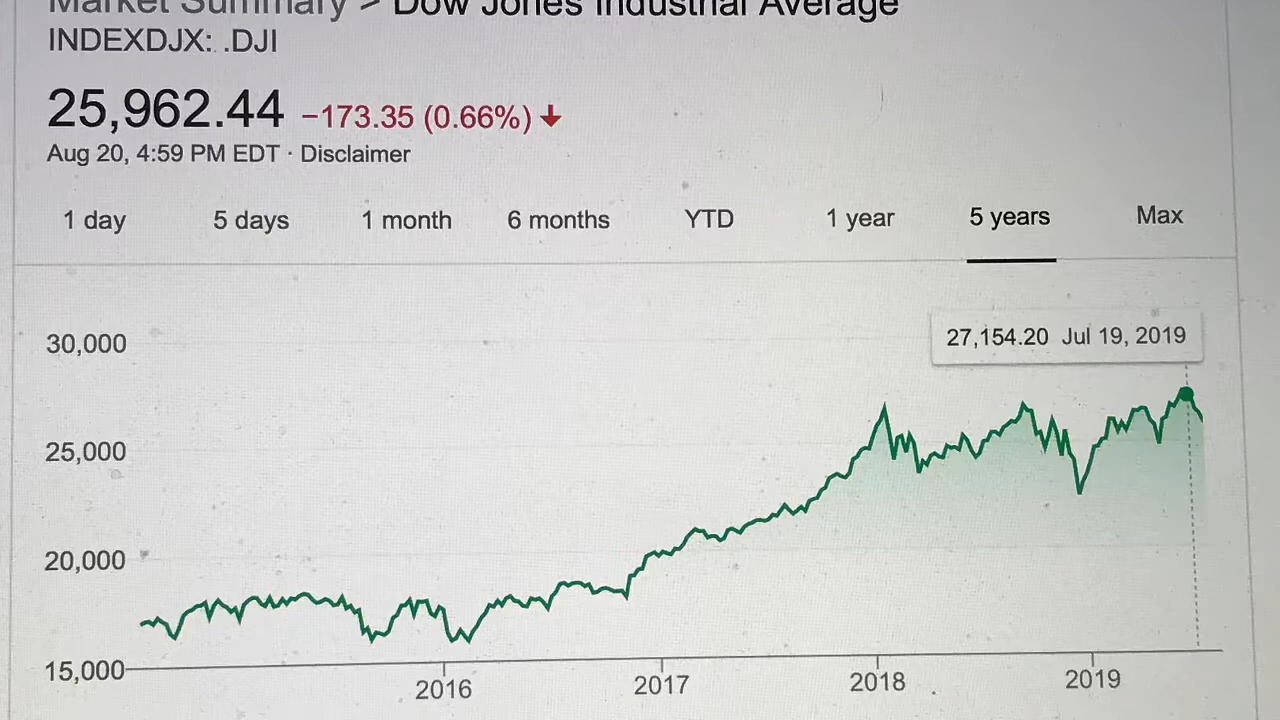 Market Summary > Dow Jones Industrial Average
INDEXDJX: .DJI
25,962.44 −173.35 (0.66%)
Aug 20, 4:59 PM EDT · Disclaimer
1 day 5 days 1 month 6 months YTD 1 year 5 years Max
27,154.20 Jul 19, 2019
30,000
25,000
20,000
15,000
2016 2017 2018 2019